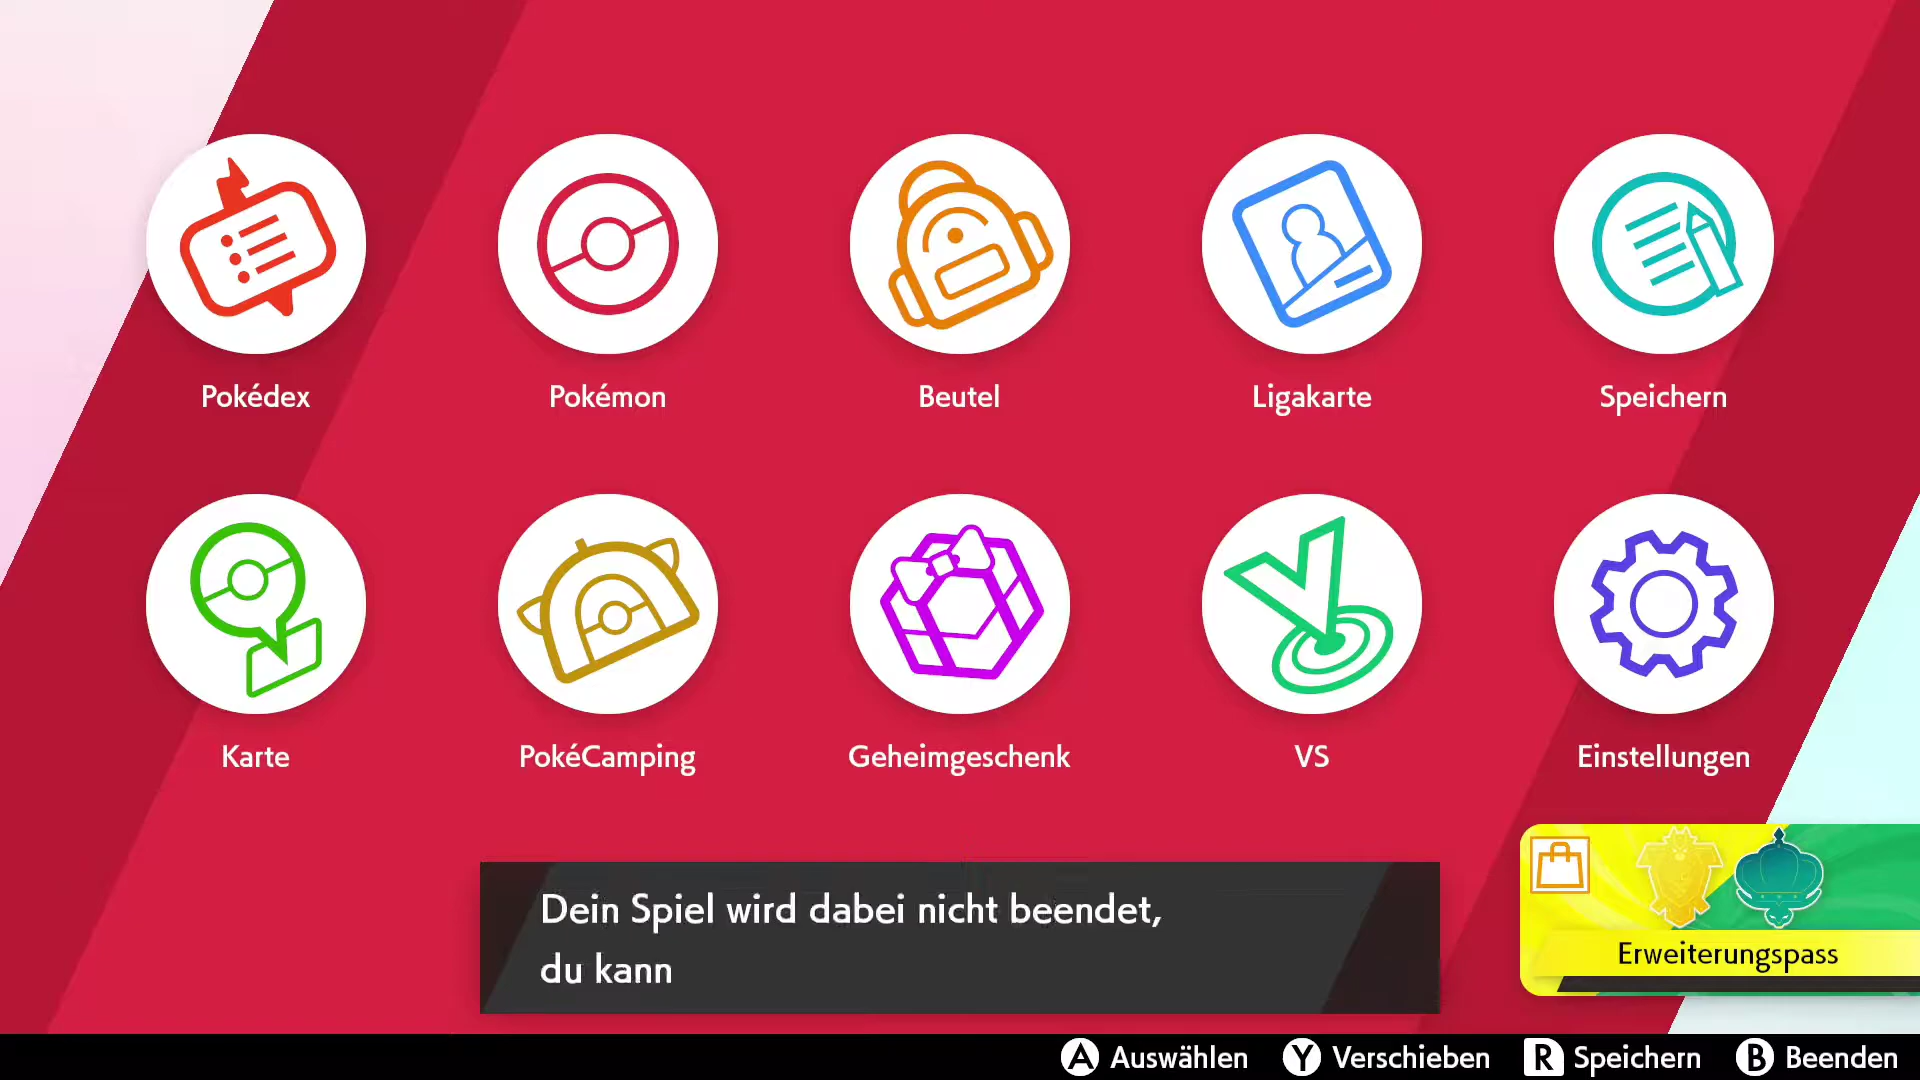 Pokédex
Pokémon
Beutel
Ligakarte
Speichern
Karte
PokéCamping
Geheimgeschenk
VS
Einstellungen
Dein Spiel wird dabei nicht beendet,
du kann
Erweiterungspass
A Auswählen Y Verschieben R Speichern B Beenden